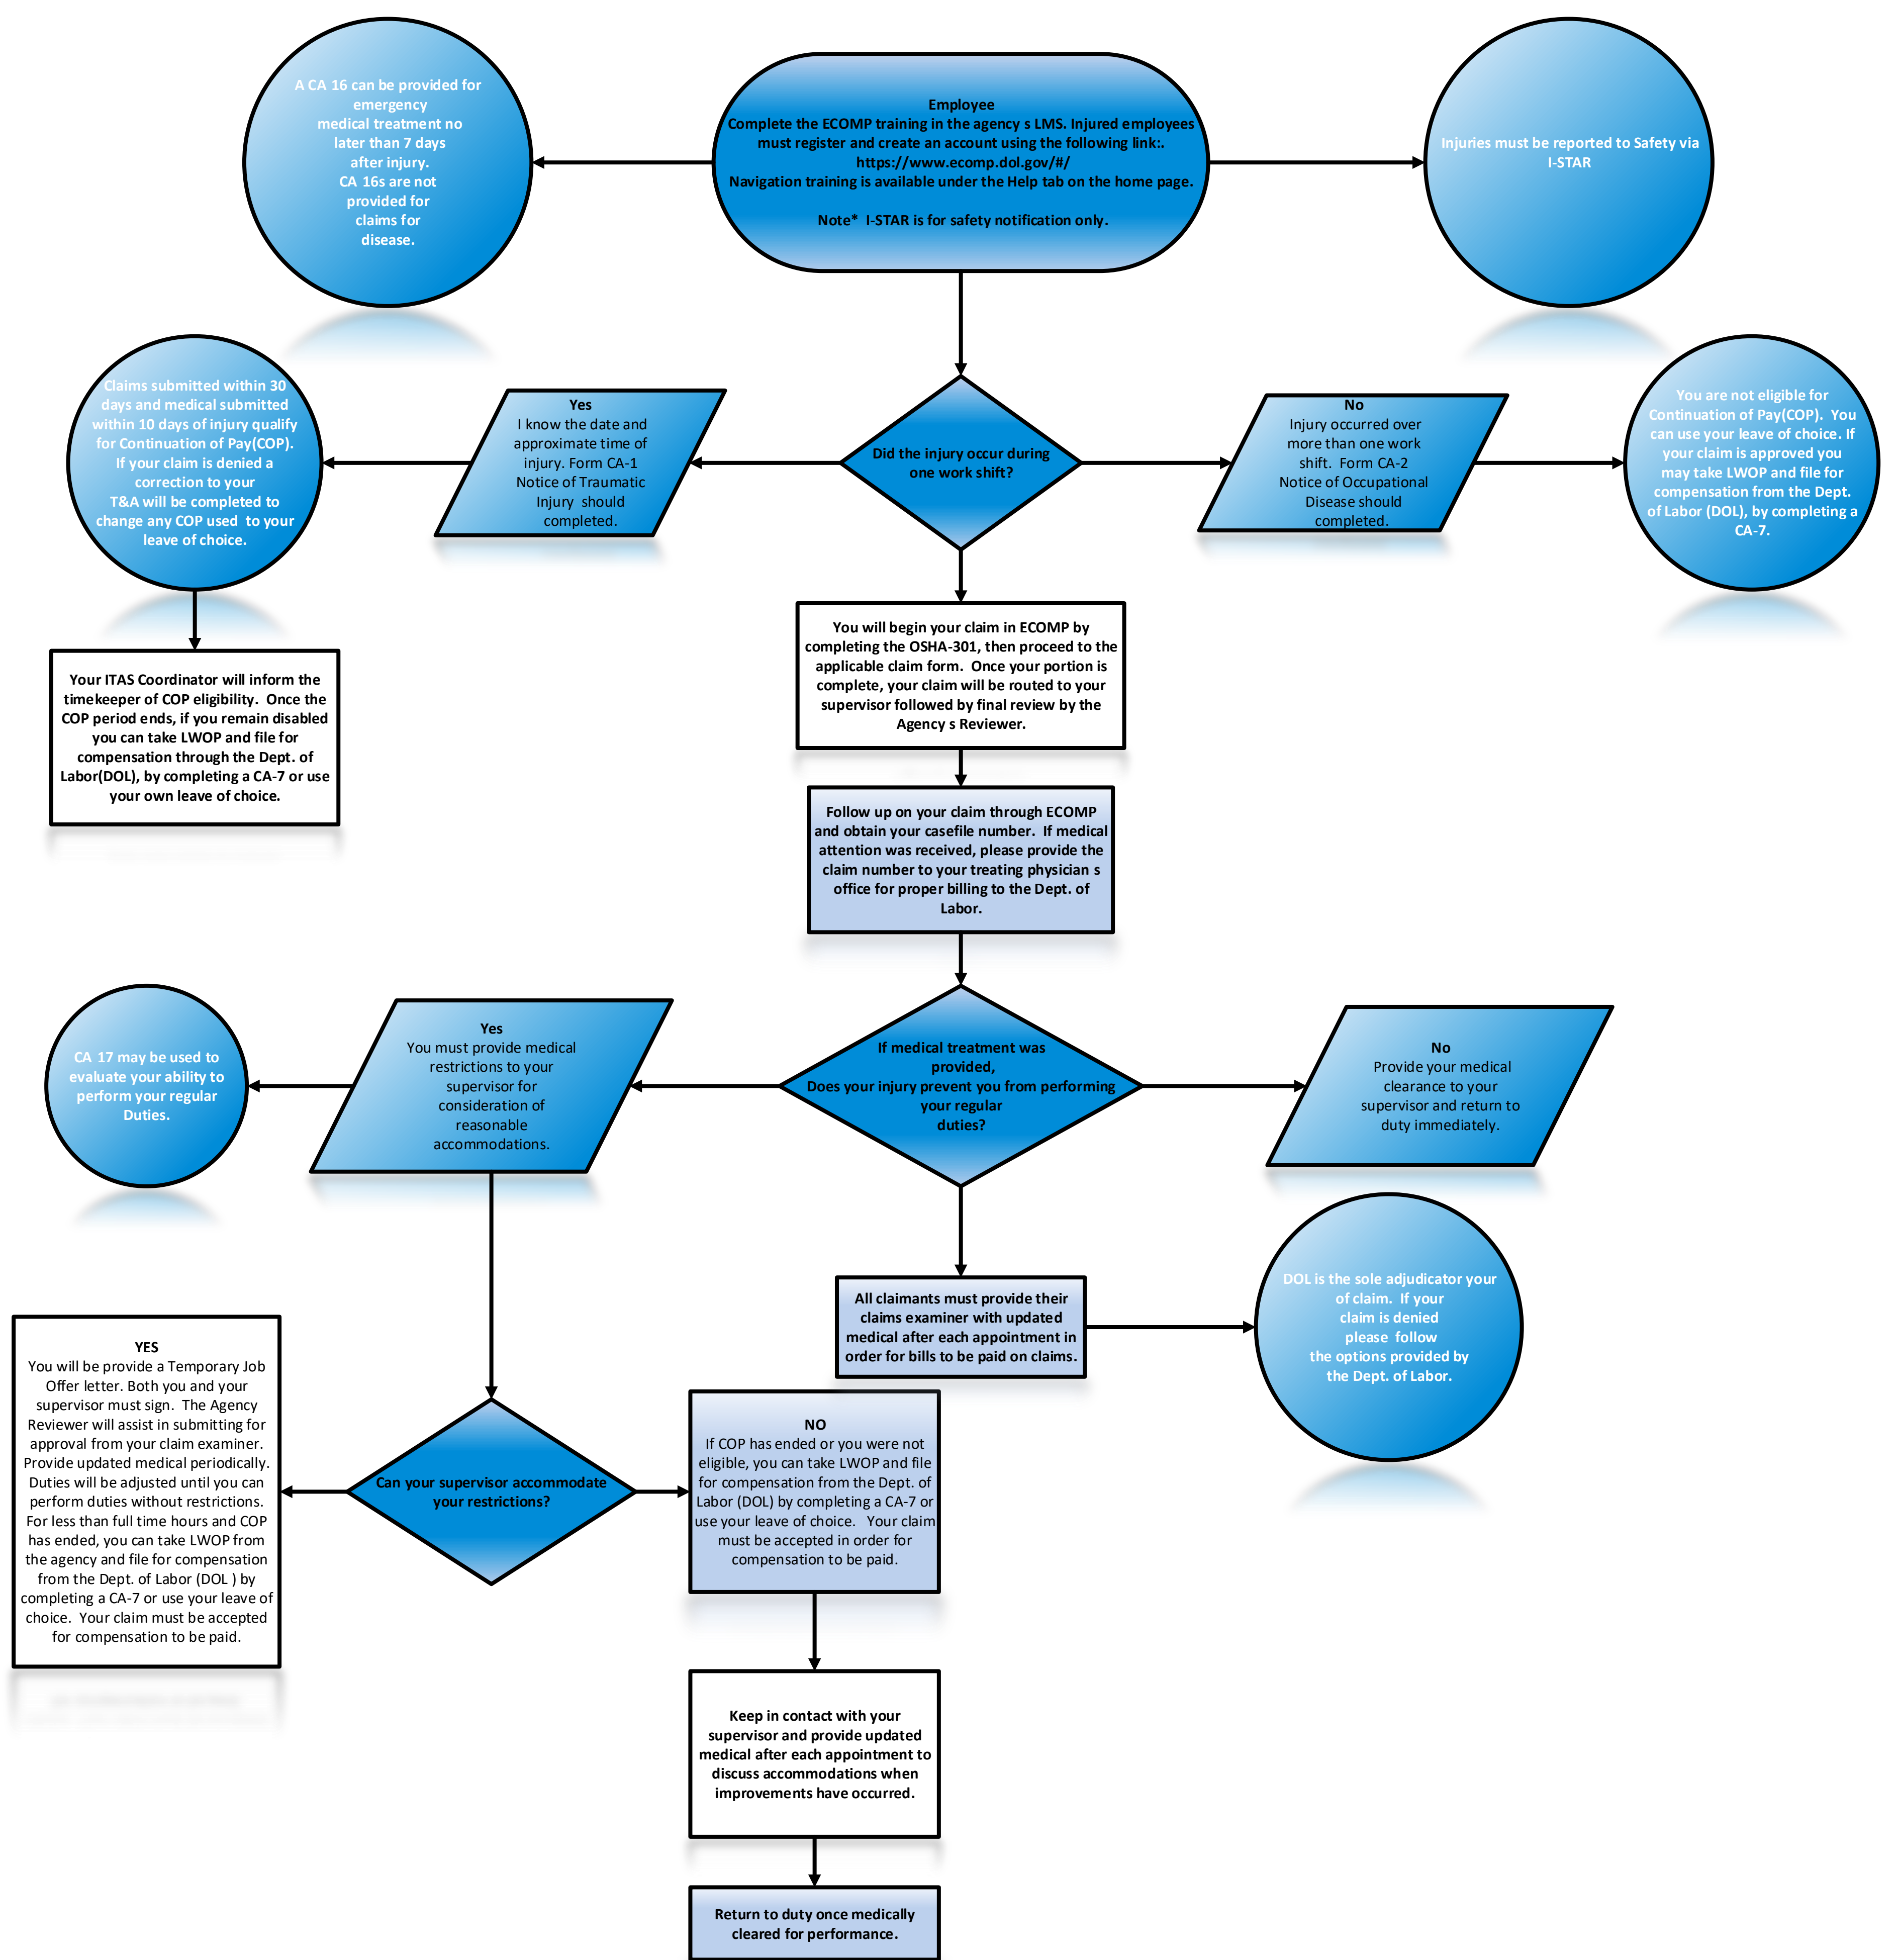 A CA 16 can be provided for
emergency
medical treatment no
later than 7 days
after injury.
CA 16s are not
provided for
claims for
disease.
Employee
Complete the ECOMP training in the agency s LMS. Injured employees
must register and create an account using the following link:.
https://www.ecomp.dol.gov/#/
Navigation training is available under the Help tab on the home page.
Note* I-STAR is for safety notification only.
Injuries must be reported to Safety via
I-STAR
Claims submitted within 30
days and medical submitted
within 10 days of injury qualify
for Continuation of Pay(COP).
If your claim is denied a
correction to your
T&A will be completed to
change any COP used to your
leave of choice.
Yes
I know the date and
approximate time of
injury. Form CA-1
Notice of Traumatic
Injury should
completed.
Did the injury occur during
one work shift?
No
Injury occurred over
more than one work
shift. Form CA-2
Notice of Occupational
Disease should
completed.
You are not eligible for
Continuation of Pay(COP). You
can use your leave of choice. If
your claim is approved you
may take LWOP and file for
compensation from the Dept.
of Labor (DOL), by completing a
CA-7.
Your ITAS Coordinator will inform the
timekeeper of COP eligibility. Once the
COP period ends, if you remain disabled
you can take LWOP and file for
compensation through the Dept. of
Labor(DOL), by completing a CA-7 or use
your own leave of choice.
You will begin your claim in ECOMP by
completing the OSHA-301, then proceed to the
applicable claim form. Once your portion is
complete, your claim will be routed to your
supervisor followed by final review by the
Agency s Reviewer.
Follow up on your claim through ECOMP
and obtain your casefile number. If medical
attention was received, please provide the
claim number to your treating physician s
office for proper billing to the Dept. of
Labor.
CA 17 may be used to
evaluate your ability to
perform your regular
Duties.
Yes
You must provide medical
restrictions to your
supervisor for
consideration of
reasonable
accommodations.
If medical treatment was
provided,
Does your injury prevent you from performing
your regular
duties?
No
Provide your medical
clearance to your
supervisor and return to
duty immediately.
All claimants must provide their
claims examiner with updated
medical after each appointment in
order for bills to be paid on claims.
DOL is the sole adjudicator your
of claim. If your
claim is denied
please follow
the options provided by
the Dept. of Labor.
YES
You will be provide a Temporary Job
Offer letter. Both you and your
supervisor must sign. The Agency
Reviewer will assist in submitting for
approval from your claim examiner.
Provide updated medical periodically.
Duties will be adjusted until you can
perform duties without restrictions.
For less than full time hours and COP
has ended, you can take LWOP from
the agency and file for compensation
from the Dept. of Labor (DOL ) by
completing a CA-7 or use your leave of
choice. Your claim must be accepted
for compensation to be paid.
Can your supervisor accommodate
your restrictions?
NO
If COP has ended or you were not
eligible, you can take LWOP and file
for compensation from the Dept. of
Labor (DOL) by completing a CA-7 or
use your leave of choice. Your claim
must be accepted in order for
compensation to be paid.
Keep in contact with your
supervisor and provide updated
medical after each appointment to
discuss accommodations when
improvements have occurred.
Return to duty once medically
cleared for performance.